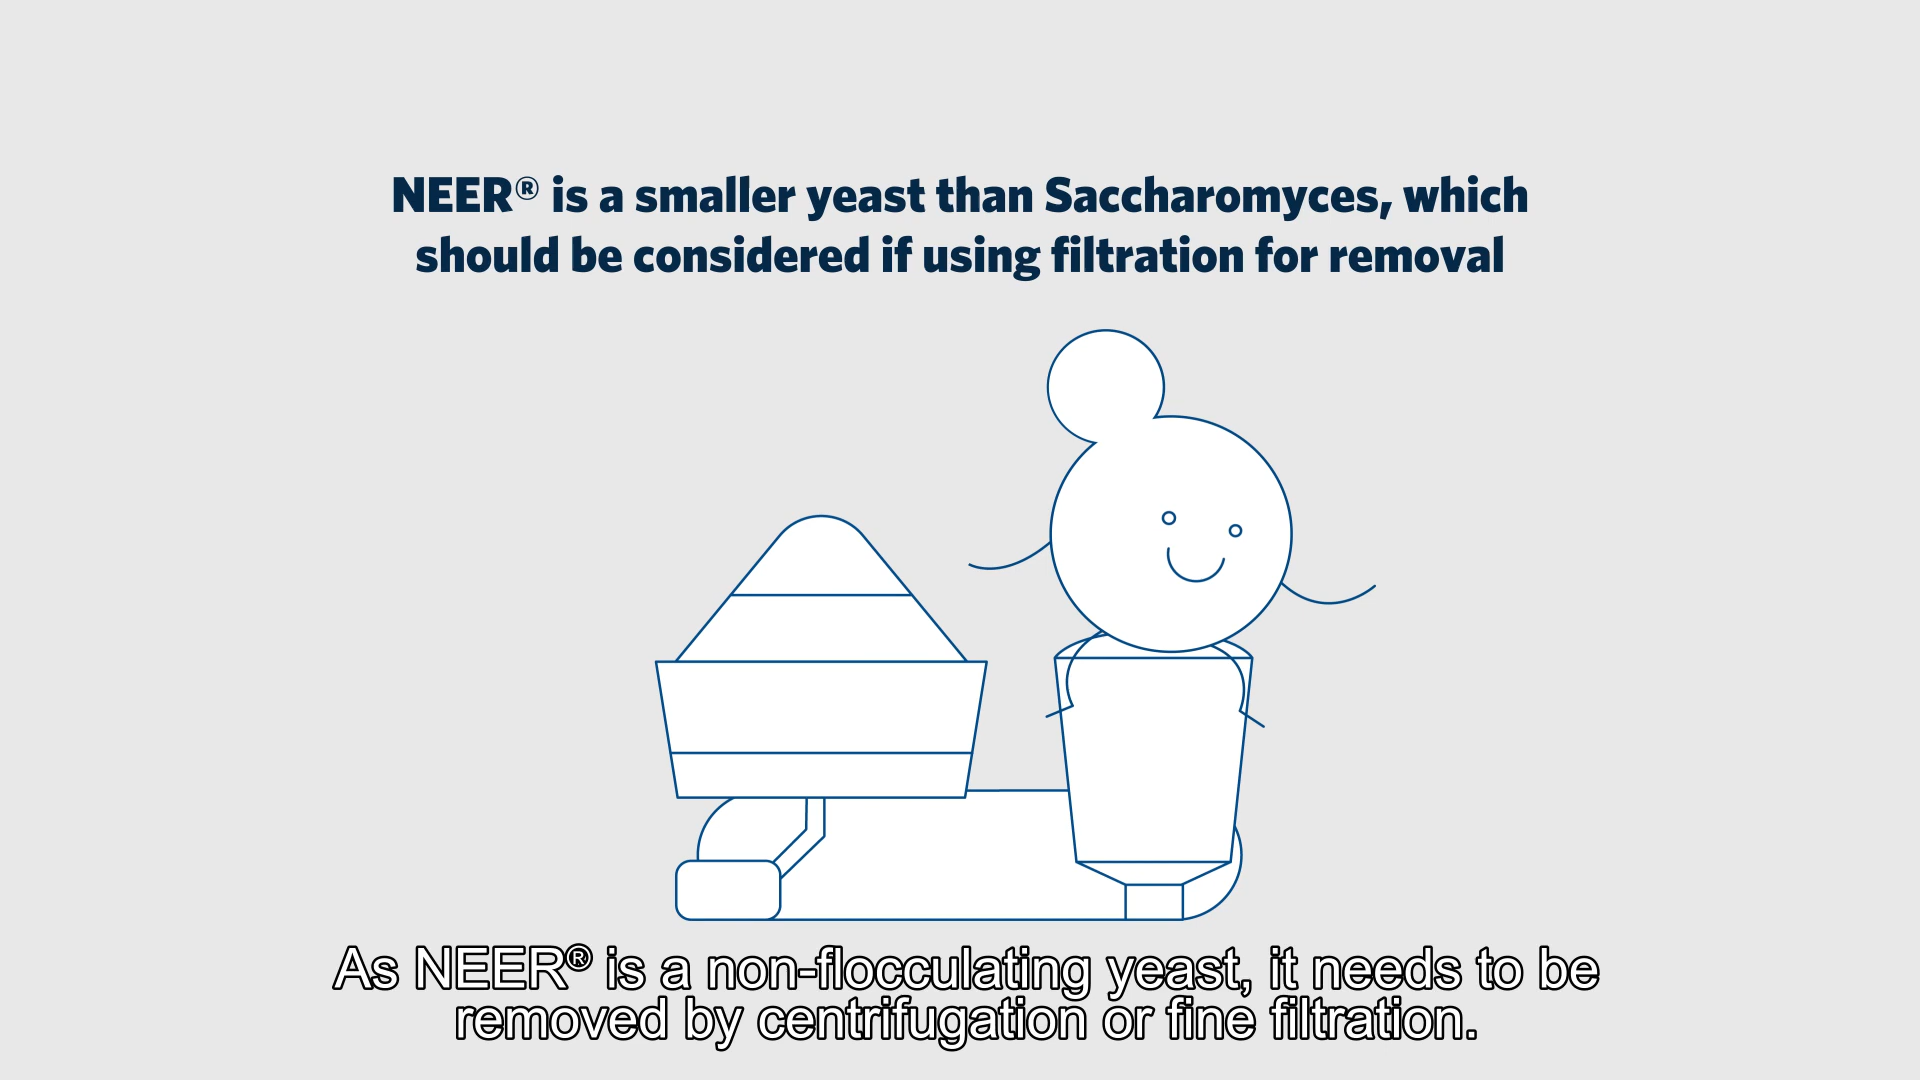 NEER® is a smaller yeast than Saccharomyces, which
should be considered if using filtration for removal
As NEER® is a non-flocculating yeast, it needs to be
removed by centrifugation or fine filtration.